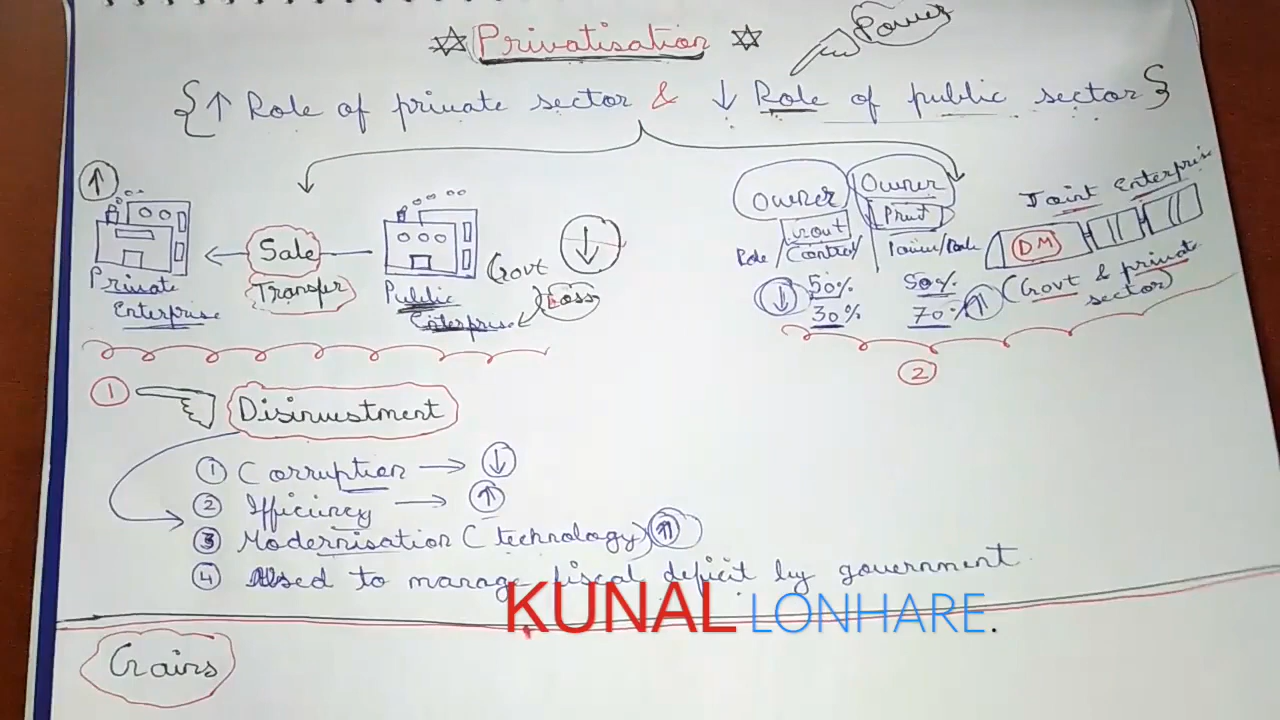 Privatisation
Power
{↑ Role of private sector & ↓ Role of public sector}
↑
Private
Enterprise
Sale
Transfer
Public
Enterprise
Govt
Loss
↓
Owner
Govt
Role/Control
↓ 50%
30%
Owner
Pvt
Power/Role
50%
70% ↑
Joint Enterprise
DM
(Govt & private
sector)
2
1 Disinvestment
1 Corruption → ↓
2 Efficiency → ↑
3 Modernisation (technology) ↑
4 Used to manage fiscal deficit by government
KUNAL LONHARE.
Gains